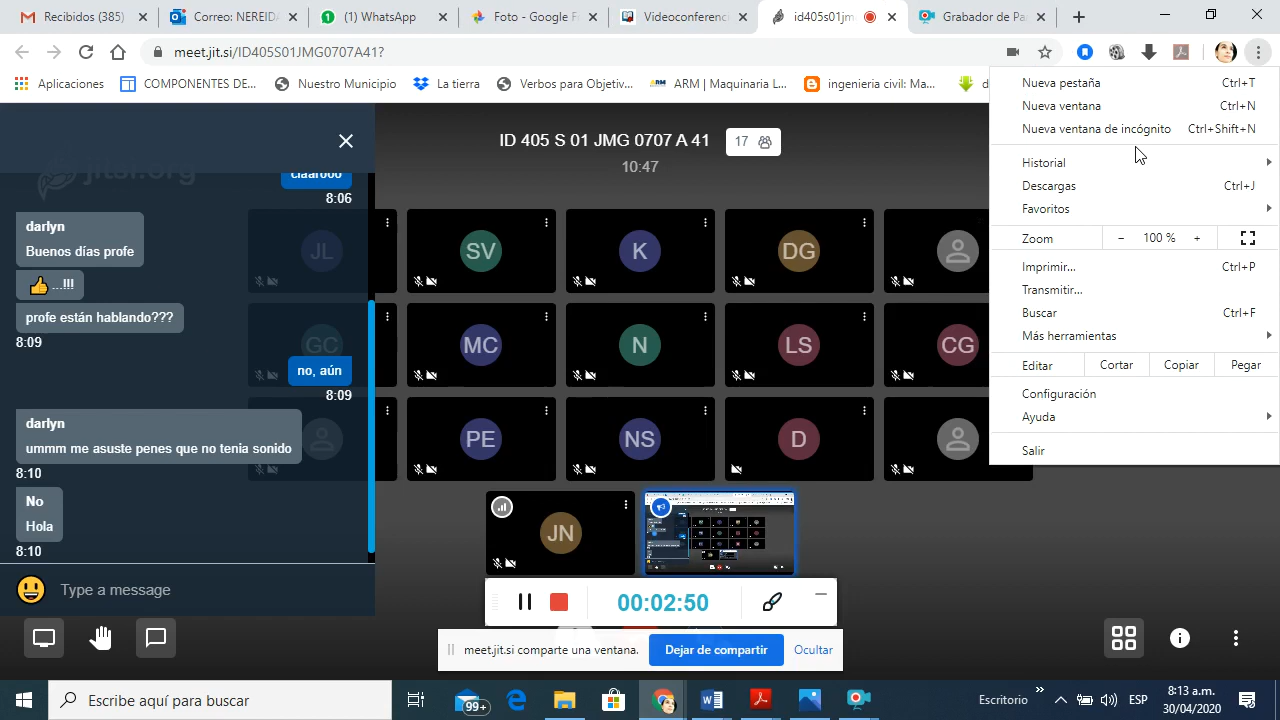 Recibidos (385)
Correo: NEREID
(1) WhatsApp
Foto - Google F
Videoconferenci
id405s01jm
Grabador de Pa
meet.jit.si/ID405S01JMG0707A41?
Aplicaciones
COMPONENTES_DE...
Nuestro Municipio
La tierra
Verbos para Objetiv...
ARM | Maquinaria L...
ingeniería civil: Ma...
Nueva pestaña Ctrl+T
Nueva ventana Ctrl+N
Nueva ventana de incógnito Ctrl+Shift+N
Historial
Descargas Ctrl+J
Favoritos
Zoom − 100 % +
Imprimir... Ctrl+P
Transmitir...
Buscar Ctrl+F
Más herramientas
Editar Cortar Copiar Pegar
Configuración
Ayuda
Salir
jitsi.org
claarooo
8:06
darlyn
Buenos días profe
...!!!
profe están hablando???
8:09
no, aún
8:09
darlyn
ummm me asuste penes que no tenia sonido
8:10
No
Hola
8:10
Type a message
ID 405 S 01 JMG 0707 A 41
17
10:47
JL
SV
K
DG
GC
MC
N
LS
CG
PE
NS
D
JN
00:02:50
meet.jit.si comparte una ventana.
Dejar de compartir
Ocultar
Escribe aquí para buscar
99+
Escritorio
ESP
8:13 a.m.
30/04/2020